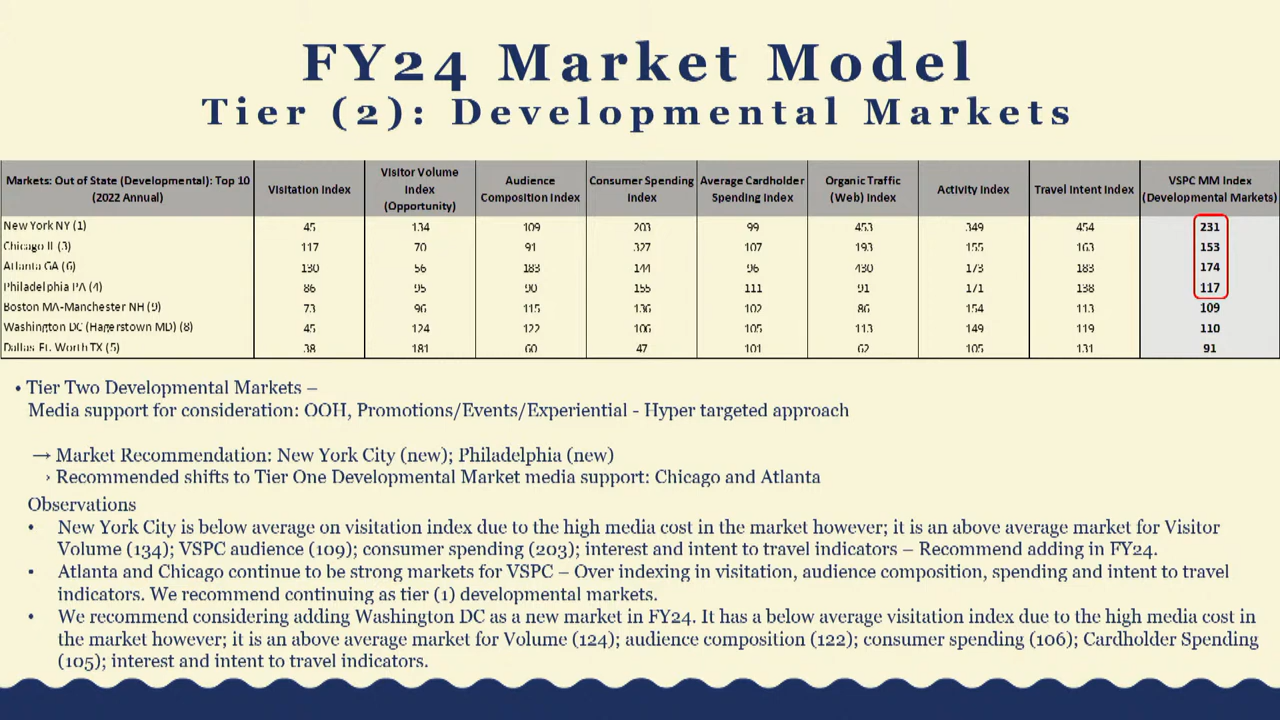 FY24 Market Model
Tier (2): Developmental Markets
Markets: Out of State (Developmental): Top 10 (2022 Annual) Visitation Index Visitor Volume Index (Opportunity) Audience Composition Index Consumer Spending Index Average Cardholder Spending Index Organic Traffic (Web) Index Activity Index Travel Intent Index VSPC MM Index (Developmental Markets)
New York NY (1) 45 134 109 203 99 453 349 454 231
Chicago IL (3) 117 70 91 327 107 193 155 163 153
Atlanta GA (6) 130 56 183 144 96 430 173 183 174
Philadelphia PA (4) 86 95 90 155 111 91 171 138 117
Boston MA-Manchester NH (9) 73 96 115 136 102 86 154 113 109
Washington DC (Hagerstown MD) (8) 45 124 122 106 105 113 149 119 110
Dallas-Ft. Worth TX (5) 38 181 60 47 101 62 105 131 91
• Tier Two Developmental Markets –
Media support for consideration: OOH, Promotions/Events/Experiential - Hyper targeted approach
→ Market Recommendation: New York City (new); Philadelphia (new)
› Recommended shifts to Tier One Developmental Market media support: Chicago and Atlanta
Observations
• New York City is below average on visitation index due to the high media cost in the market however; it is an above average market for Visitor
Volume (134); VSPC audience (109); consumer spending (203); interest and intent to travel indicators – Recommend adding in FY24.
• Atlanta and Chicago continue to be strong markets for VSPC – Over indexing in visitation, audience composition, spending and intent to travel
indicators. We recommend continuing as tier (1) developmental markets.
• We recommend considering adding Washington DC as a new market in FY24. It has a below average visitation index due to the high media cost in
the market however; it is an above average market for Volume (124); audience composition (122); consumer spending (106); Cardholder Spending
(105); interest and intent to travel indicators.